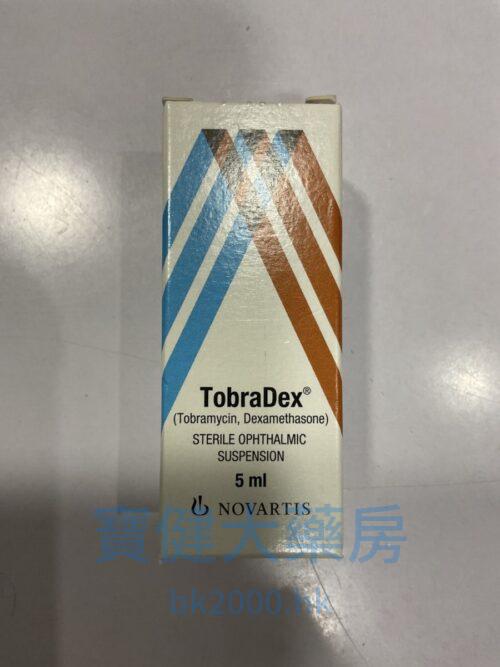 TobraDex®
(Tobramycin, Dexamethasone)
STERILE OPHTHALMIC
SUSPENSION
5 ml
NOVARTIS
寶健大藥房
bk2000.hk